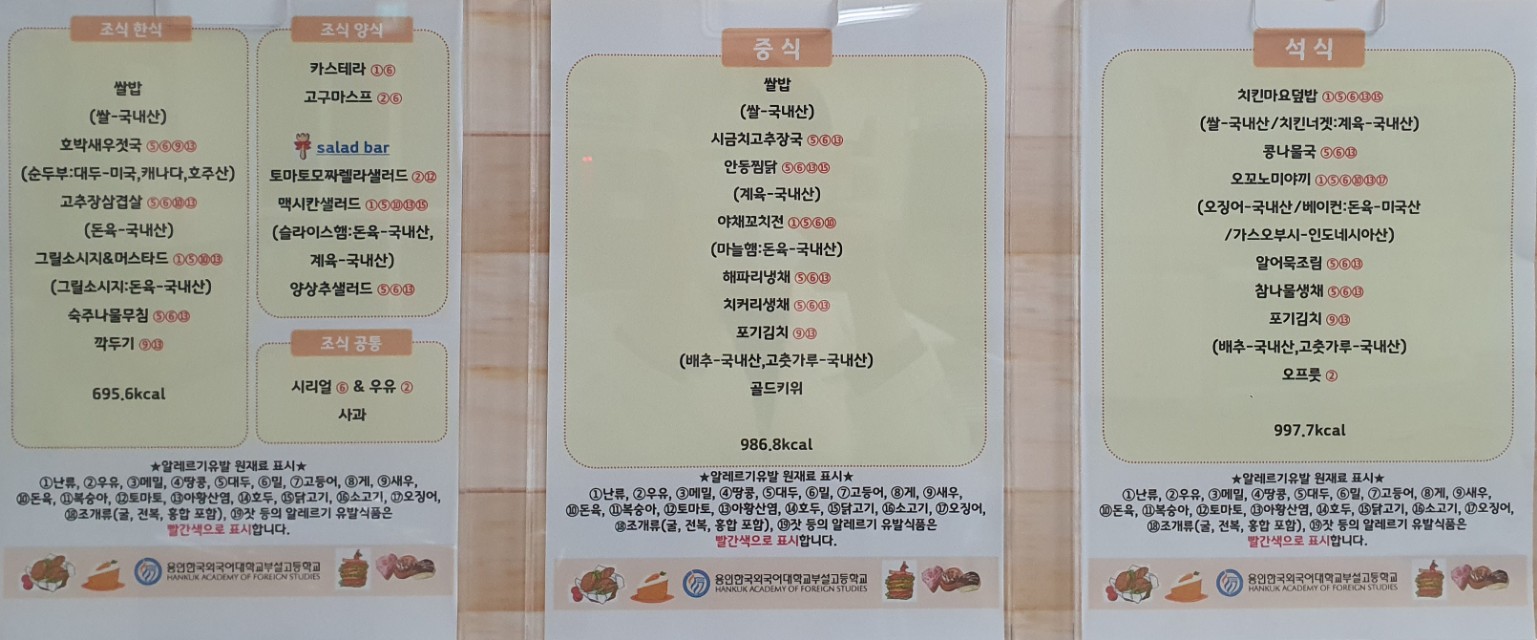 조식 한식
쌀밥
(쌀-국내산)
호박새우젓국 ⑤⑥⑨⑬
(순두부:대두-미국,캐나다,호주산)
고추장삼겹살 ⑤⑥⑩⑬
(돈육-국내산)
그릴소시지&머스타드 ①⑤⑩⑬
(그릴소시지:돈육-국내산)
숙주나물무침 ⑤⑥⑬
깍두기 ⑨⑬
695.6kcal
조식 양식
카스테라 ①⑥
고구마스프 ②⑥
salad bar
토마토모짜렐라샐러드 ②⑫
맥시칸샐러드 ①⑤⑩⑬⑮
(슬라이스햄:돈육-국내산,
계육-국내산)
양상추샐러드 ⑤⑥⑬
조식 공통
시리얼 ⑥ & 우유 ②
사과
★알레르기유발 원재료 표시★
①난류, ②우유, ③메밀, ④땅콩, ⑤대두, ⑥밀, ⑦고등어, ⑧게, ⑨새우,
⑩돈육, ⑪복숭아, ⑫토마토, ⑬아황산염, ⑭호두, ⑮닭고기, ⑯소고기, ⑰오징어,
⑱조개류(굴, 전복, 홍합 포함), ⑲잣 등의 알레르기 유발식품은
빨간색으로 표시합니다.
용인한국외국어대학교부설고등학교
HANKUK ACADEMY OF FOREIGN STUDIES
중 식
쌀밥
(쌀-국내산)
시금치고추장국 ⑤⑥⑬
안동찜닭 ⑤⑥⑬⑮
(계육-국내산)
야채꼬치전 ①⑤⑥⑩
(마늘햄:돈육-국내산)
해파리냉채 ⑤⑥⑬
치커리생채 ⑤⑥⑬
포기김치 ⑨⑬
(배추-국내산,고춧가루-국내산)
골드키위
986.8kcal
★알레르기유발 원재료 표시★
①난류, ②우유, ③메밀, ④땅콩, ⑤대두, ⑥밀, ⑦고등어, ⑧게, ⑨새우,
⑩돈육, ⑪복숭아, ⑫토마토, ⑬아황산염, ⑭호두, ⑮닭고기, ⑯소고기, ⑰오징어,
⑱조개류(굴, 전복, 홍합 포함), ⑲잣 등의 알레르기 유발식품은
빨간색으로 표시합니다.
용인한국외국어대학교부설고등학교
HANKUK ACADEMY OF FOREIGN STUDIES
석 식
치킨마요덮밥 ①⑤⑥⑬⑮
(쌀-국내산/치킨너겟:계육-국내산)
콩나물국 ⑤⑥⑬
오꼬노미야끼 ①⑤⑥⑩⑬⑰
(오징어-국내산/베이컨:돈육-미국산
/가스오부시-인도네시아산)
알어묵조림 ⑤⑥⑬
참나물생채 ⑤⑥⑬
포기김치 ⑨⑬
(배추-국내산,고춧가루-국내산)
오프룻 ②
997.7kcal
★알레르기유발 원재료 표시★
①난류, ②우유, ③메밀, ④땅콩, ⑤대두, ⑥밀, ⑦고등어, ⑧게, ⑨새우,
⑩돈육, ⑪복숭아, ⑫토마토, ⑬아황산염, ⑭호두, ⑮닭고기, ⑯소고기, ⑰오징어,
⑱조개류(굴, 전복, 홍합 포함), ⑲잣 등의 알레르기 유발식품은
빨간색으로 표시합니다.
용인한국외국어대학교부설고등학교
HANKUK ACADEMY OF FOREIGN STUDIES